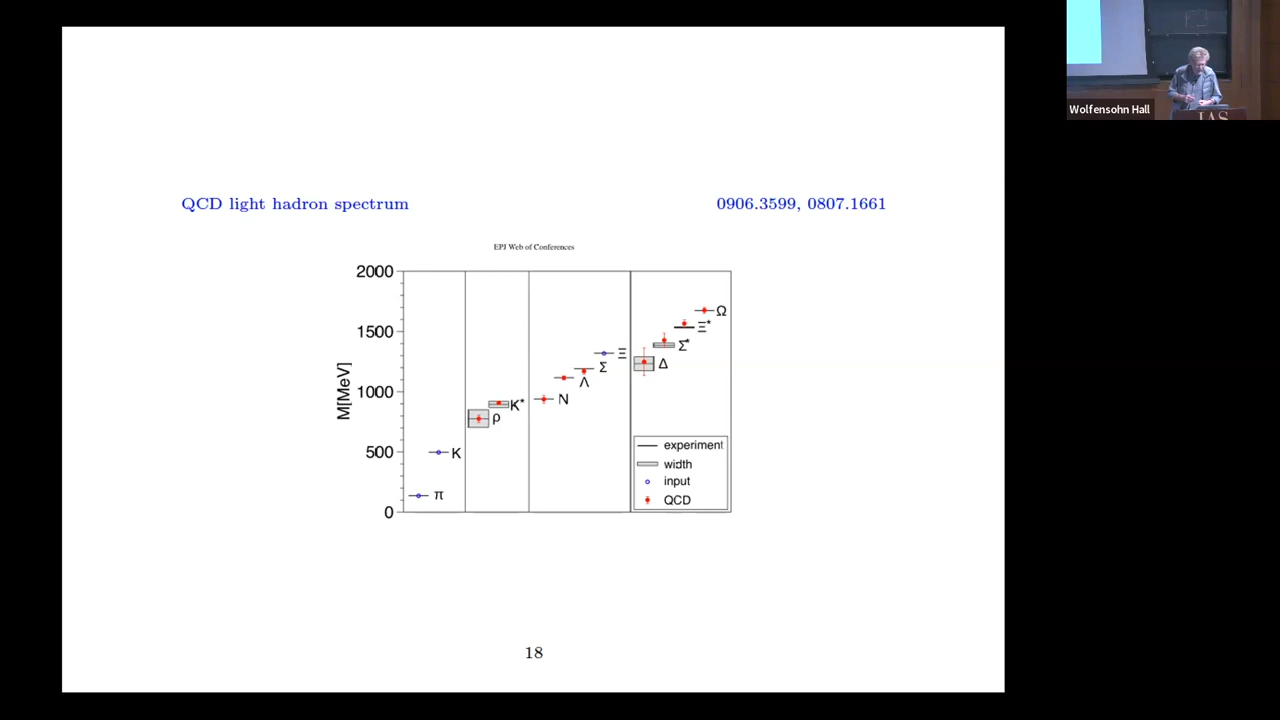 QCD light hadron spectrum 0906.3599, 0807.1661
EPJ Web of Conferences
2000
1500
1000
500
0
M[MeV]
π
K
ρ
K*
N
Λ
Σ
Ξ
Δ
Σ*
Ξ*
Ω
experiment
width
input
QCD
18
Wolfensohn Hall
IAS